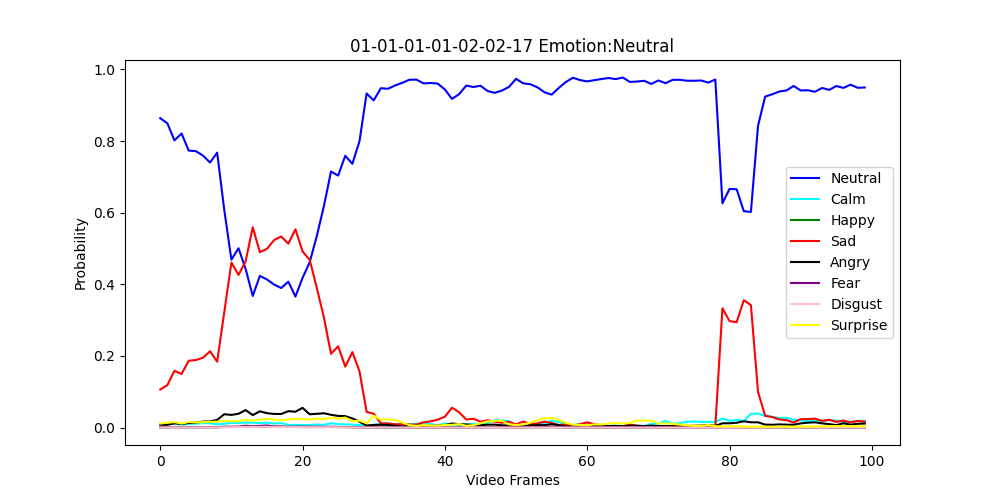 01-01-01-01-02-02-17 Emotion:Neutral
1.0
0.8
0.6
0.4
0.2
0.0
Probability
Neutral
Calm
Happy
Sad
Angry
Fear
Disgust
Surprise
0 20 40 60 80 100
Video Frames